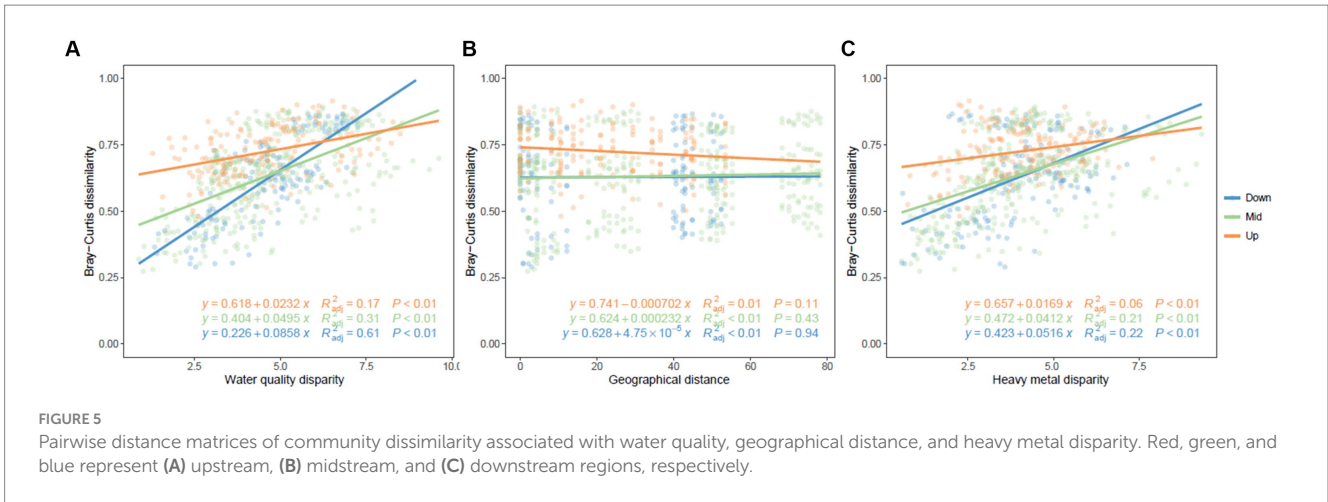 A
B
C
Bray−Curtis dissimilarity
1.00
0.75
0.50
0.25
0.00
y = 0.618 + 0.0232 x R²adj = 0.17 P < 0.01
y = 0.404 + 0.0495 x R²adj = 0.31 P < 0.01
y = 0.226 + 0.0858 x R²adj = 0.61 P < 0.01
2.5 5.0 7.5 10.0
Water quality disparity
Bray−Curtis dissimilarity
1.00
0.75
0.50
0.25
0.00
y = 0.741 − 0.000702 x R²adj = 0.01 P = 0.11
y = 0.624 + 0.000232 x R²adj < 0.01 P = 0.43
y = 0.628 + 4.75 × 10⁻⁵ x R²adj < 0.01 P = 0.94
0 20 40 60 80
Geographical distance
Bray−Curtis dissimilarity
1.00
0.75
0.50
0.25
0.00
y = 0.657 + 0.0169 x R²adj = 0.06 P < 0.01
y = 0.472 + 0.0412 x R²adj = 0.21 P < 0.01
y = 0.423 + 0.0516 x R²adj = 0.22 P < 0.01
2.5 5.0 7.5
Heavy metal disparity
Down
Mid
Up
FIGURE 5
Pairwise distance matrices of community dissimilarity associated with water quality, geographical distance, and heavy metal disparity. Red, green, and
blue represent (A) upstream, (B) midstream, and (C) downstream regions, respectively.